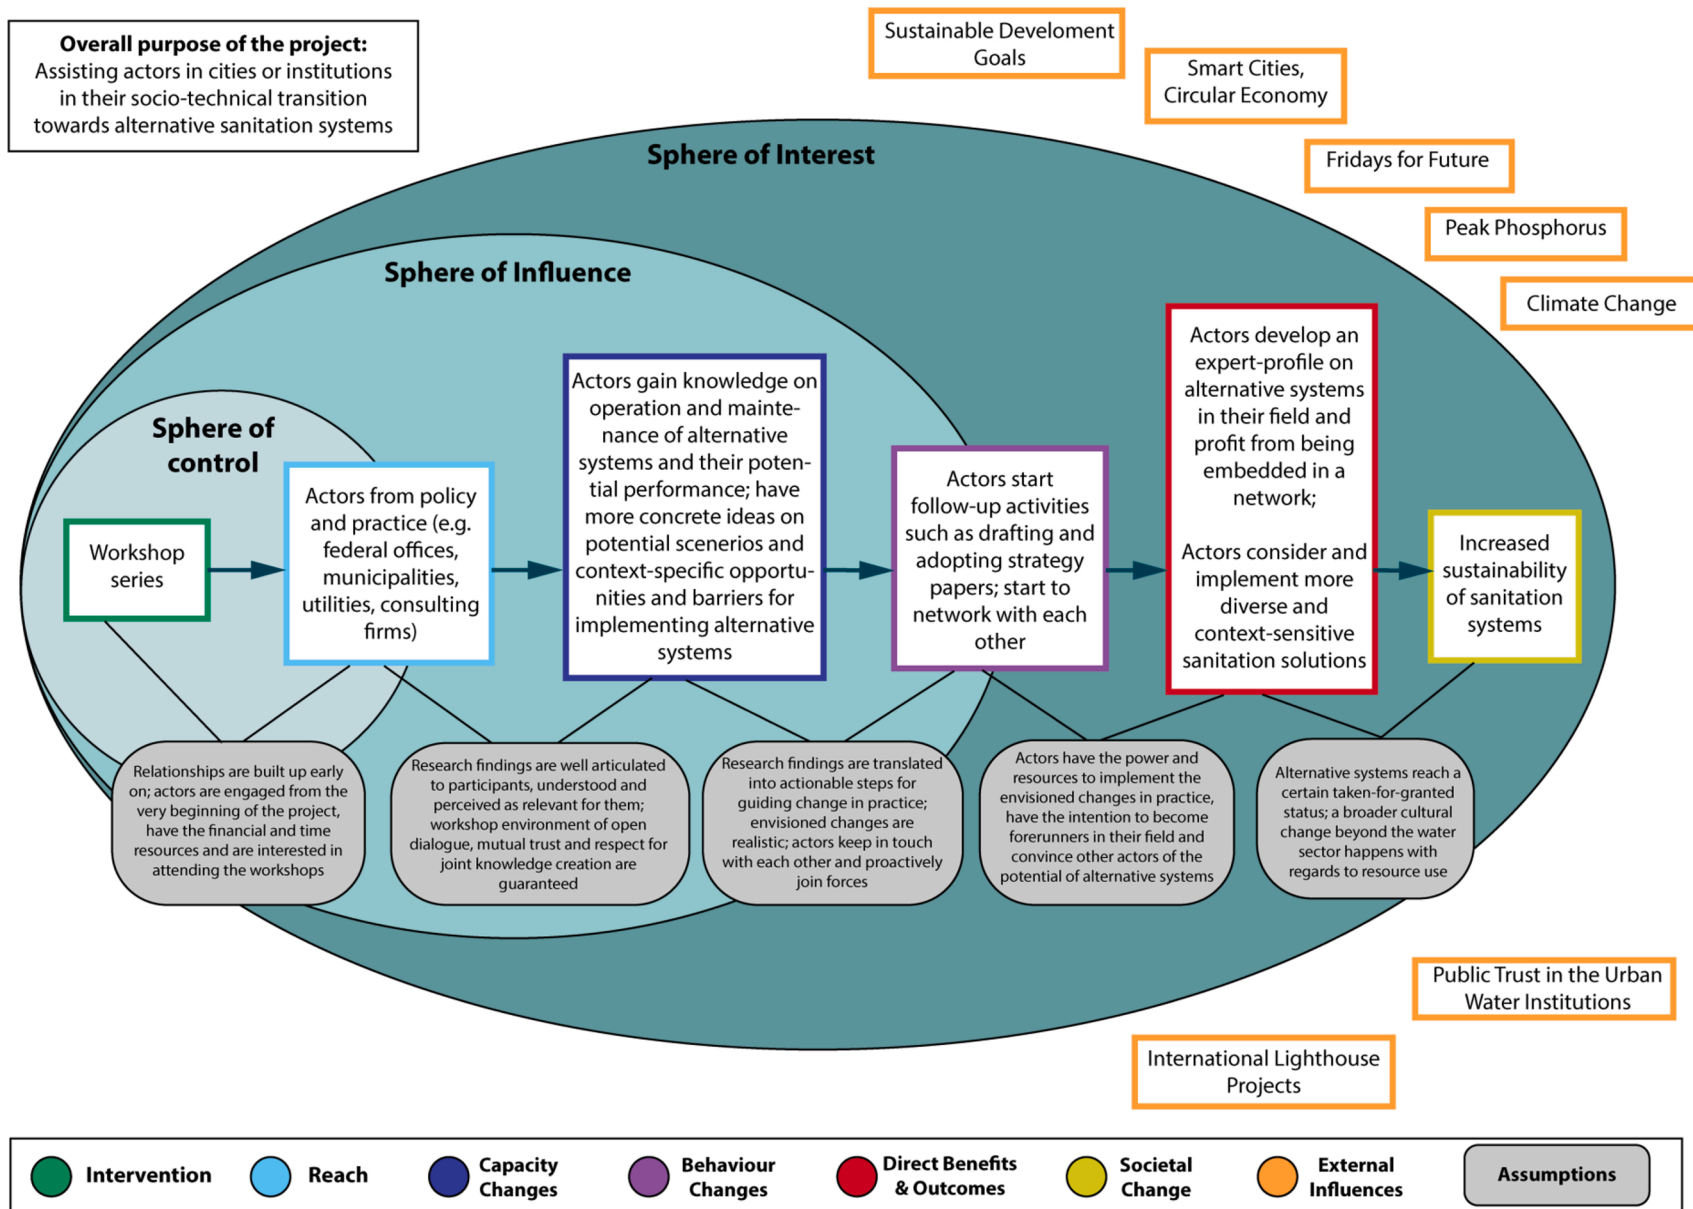 Overall purpose of the project:
Assisting actors in cities or institutions
in their socio-technical transition
towards alternative sanitation systems
Sustainable Develoment
Goals
Smart Cities,
Circular Economy
Fridays for Future
Peak Phosphorus
Climate Change
Sphere of Interest
Sphere of Influence
Sphere of
control
Workshop
series
Actors from policy
and practice (e.g.
federal offices,
municipalities,
utilities, consulting
firms)
Actors gain knowledge on
operation and mainte-
nance of alternative
systems and their poten-
tial performance; have
more concrete ideas on
potential scenerios and
context-specific opportu-
nities and barriers for
implementing alternative
systems
Actors start
follow-up activities
such as drafting and
adopting strategy
papers; start to
network with each
other
Actors develop an
expert-profile on
alternative systems
in their field and
profit from being
embedded in a
network;
Actors consider and
implement more
diverse and
context-sensitive
sanitation solutions
Increased
sustainability
of sanitation
systems
Relationships are built up early
on; actors are engaged from the
very beginning of the project,
have the financial and time
resources and are interested in
attending the workshops
Research findings are well articulated
to participants, understood and
perceived as relevant for them;
workshop environment of open
dialogue, mutual trust and respect for
joint knowledge creation are
guaranteed
Research findings are translated
into actionable steps for
guiding change in practice;
envisioned changes are
realistic; actors keep in touch
with each other and proactively
join forces
Actors have the power and
resources to implement the
envisioned changes in practice,
have the intention to become
forerunners in their field and
convince other actors of the
potential of alternative systems
Alternative systems reach a
certain taken-for-granted
status; a broader cultural
change beyond the water
sector happens with
regards to resource use
Public Trust in the Urban
Water Institutions
International Lighthouse
Projects
Intervention
Reach
Capacity
Changes
Behaviour
Changes
Direct Benefits
& Outcomes
Societal
Change
External
Influences
Assumptions